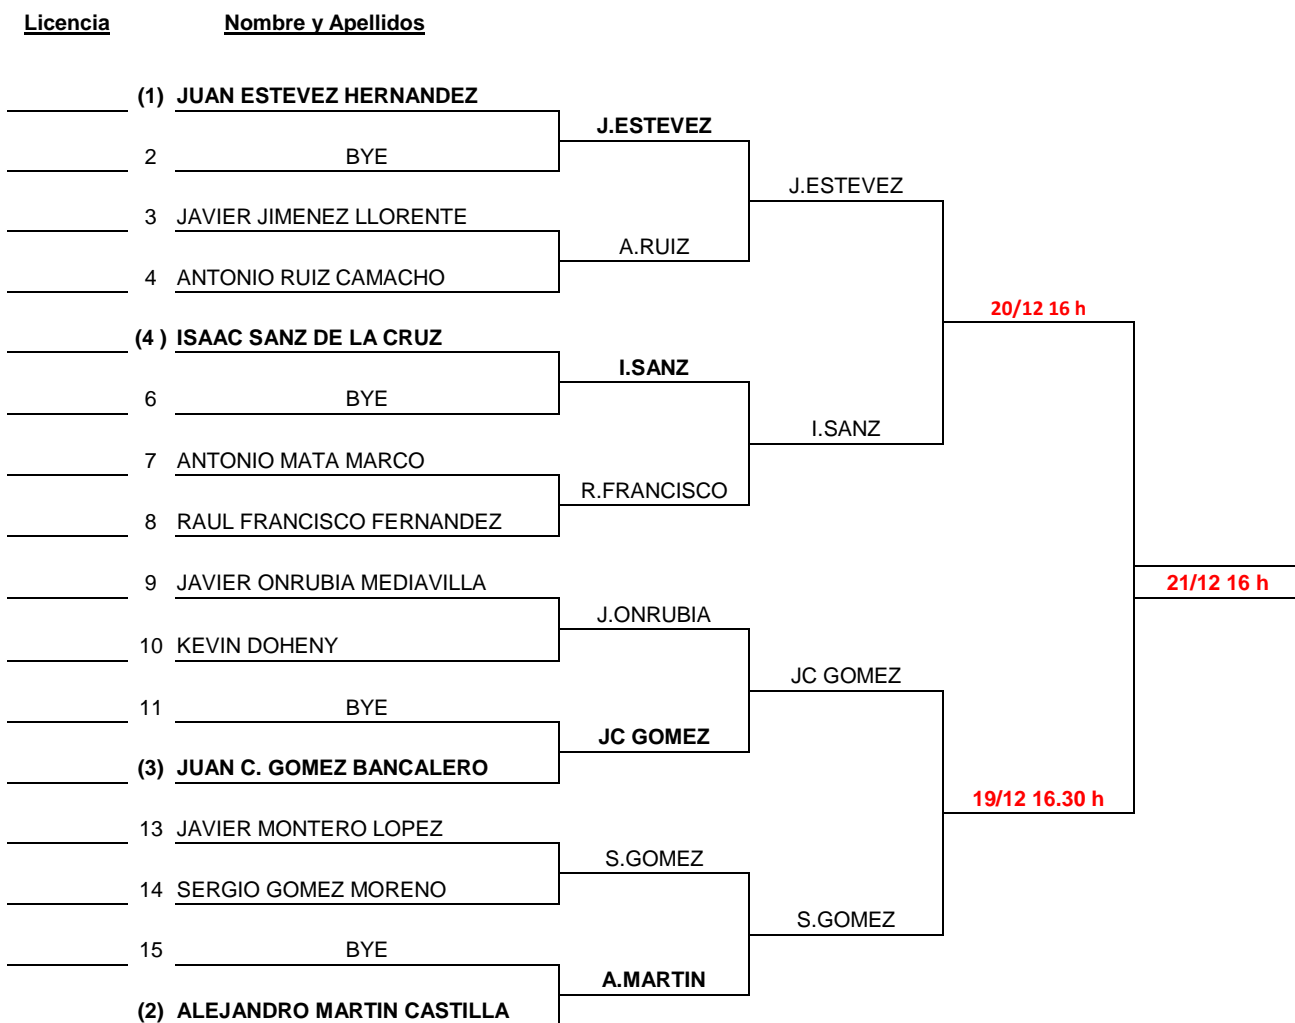 Licencia Nombre y Apellidos
(1) JUAN ESTEVEZ HERNANDEZ
J.ESTEVEZ
2 BYE
J.ESTEVEZ
3 JAVIER JIMENEZ LLORENTE
A.RUIZ
4 ANTONIO RUIZ CAMACHO
20/12 16 h
(4 ) ISAAC SANZ DE LA CRUZ
I.SANZ
6 BYE
I.SANZ
7 ANTONIO MATA MARCO
R.FRANCISCO
8 RAUL FRANCISCO FERNANDEZ
9 JAVIER ONRUBIA MEDIAVILLA
21/12 16 h
J.ONRUBIA
10 KEVIN DOHENY
JC GOMEZ
11 BYE
JC GOMEZ
(3) JUAN C. GOMEZ BANCALERO
19/12 16.30 h
13 JAVIER MONTERO LOPEZ
S.GOMEZ
14 SERGIO GOMEZ MORENO
S.GOMEZ
15 BYE
A.MARTIN
(2) ALEJANDRO MARTIN CASTILLA